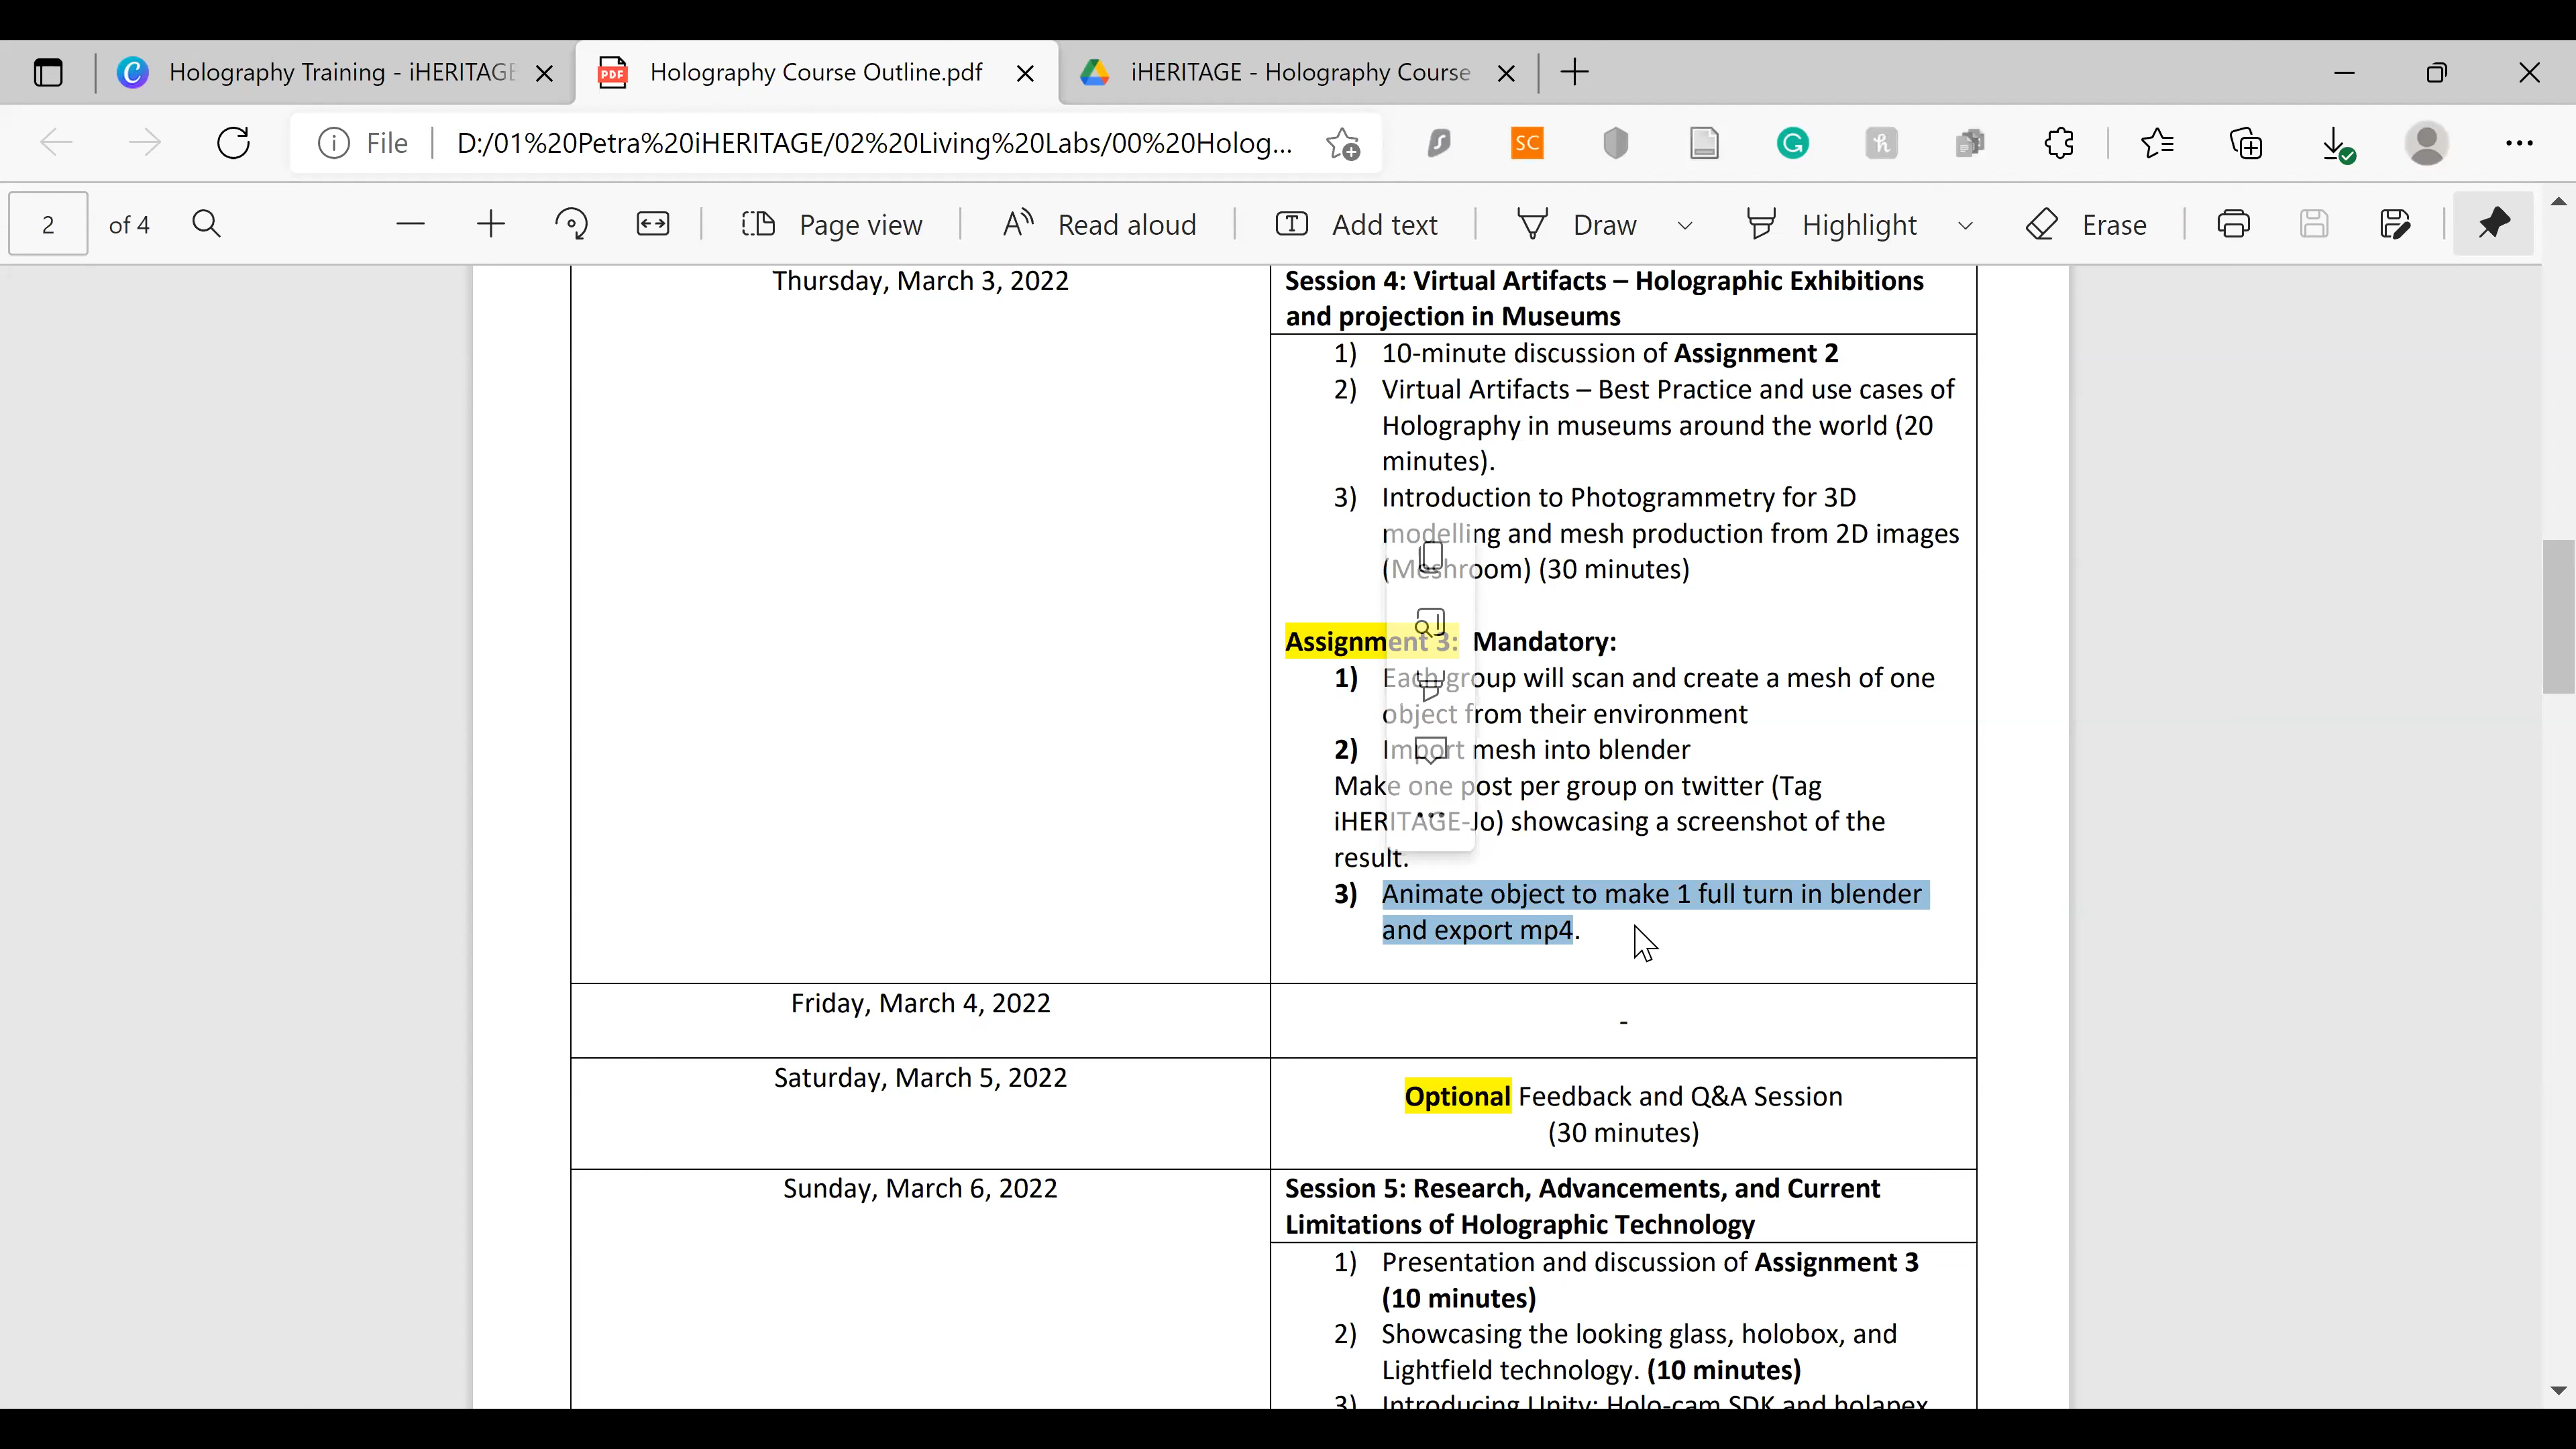 Holography Training - iHERITAGE
Holography Course Outline.pdf
iHERITAGE - Holography Course
File
D:/01%20Petra%20iHERITAGE/02%20Living%20Labs/00%20Holog...
SC
2
of 4
Page view
Read aloud
Add text
Draw
Highlight
Erase
Thursday, March 3, 2022
Session 4: Virtual Artifacts – Holographic Exhibitions
and projection in Museums
1) 10-minute discussion of Assignment 2
2) Virtual Artifacts – Best Practice and use cases of
Holography in museums around the world (20
minutes).
3) Introduction to Photogrammetry for 3D
modelling and mesh production from 2D images
(Meshroom) (30 minutes)
Assignment 3: Mandatory:
1) Each group will scan and create a mesh of one
object from their environment
2) Import mesh into blender
Make one post per group on twitter (Tag
iHERITAGE-Jo) showcasing a screenshot of the
result.
3) Animate object to make 1 full turn in blender
and export mp4.
Friday, March 4, 2022
-
Saturday, March 5, 2022
Optional Feedback and Q&A Session
(30 minutes)
Sunday, March 6, 2022
Session 5: Research, Advancements, and Current
Limitations of Holographic Technology
1) Presentation and discussion of Assignment 3
(10 minutes)
2) Showcasing the looking glass, holobox, and
Lightfield technology. (10 minutes)
3) Introducing Unity: Holo-cam SDK and holapex